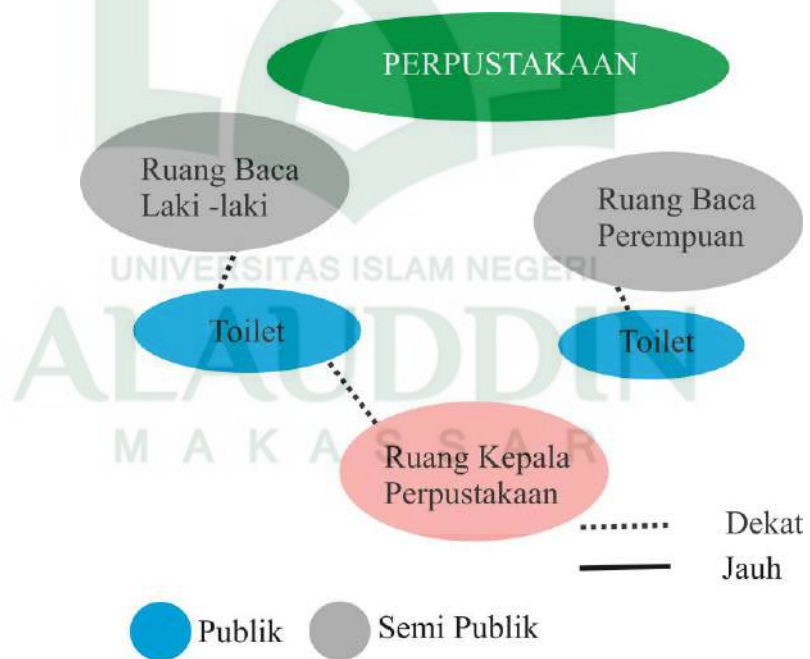 PERPUSTAKAAN
Ruang Baca
Laki -laki
Ruang Baca
Perempuan
UNIVERSITAS ISLAM NEGERI
Toilet
Toilet
ALAUDDIN
MAKASSAR
Ruang Kepala
Perpustakaan
Dekat
Jauh
Publik
Semi Publik